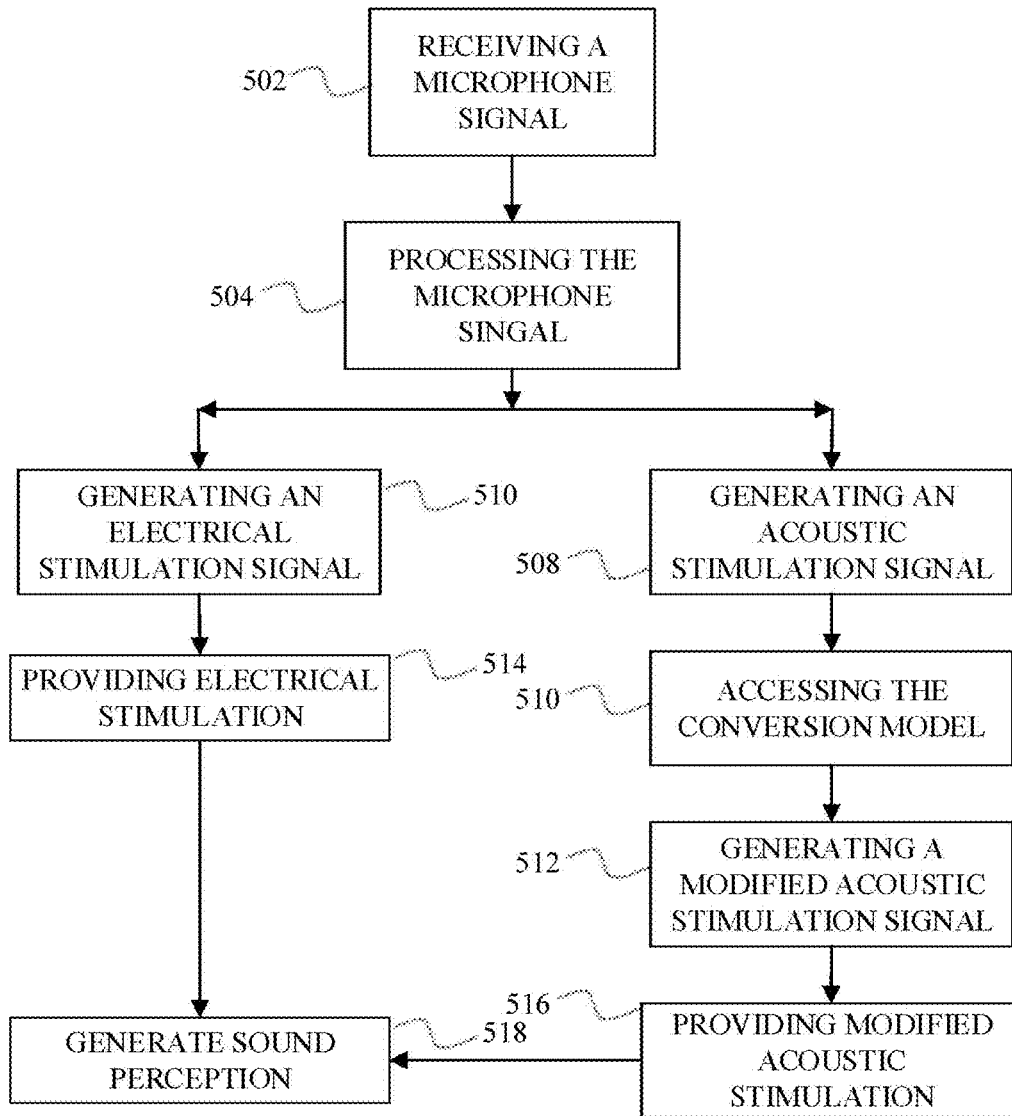 RECEIVING A
MICROPHONE
SIGNAL
502
PROCESSING THE
MICROPHONE
SINGAL
504
GENERATING AN
ELECTRICAL
STIMULATION SIGNAL
510
GENERATING AN
ACOUSTIC
STIMULATION SIGNAL
508
PROVIDING ELECTRICAL
STIMULATION
514
ACCESSING THE
CONVERSION MODEL
510
GENERATING A
MODIFIED ACOUSTIC
STIMULATION SIGNAL
512
PROVIDING MODIFIED
ACOUSTIC
STIMULATION
516
GENERATE SOUND
PERCEPTION
518